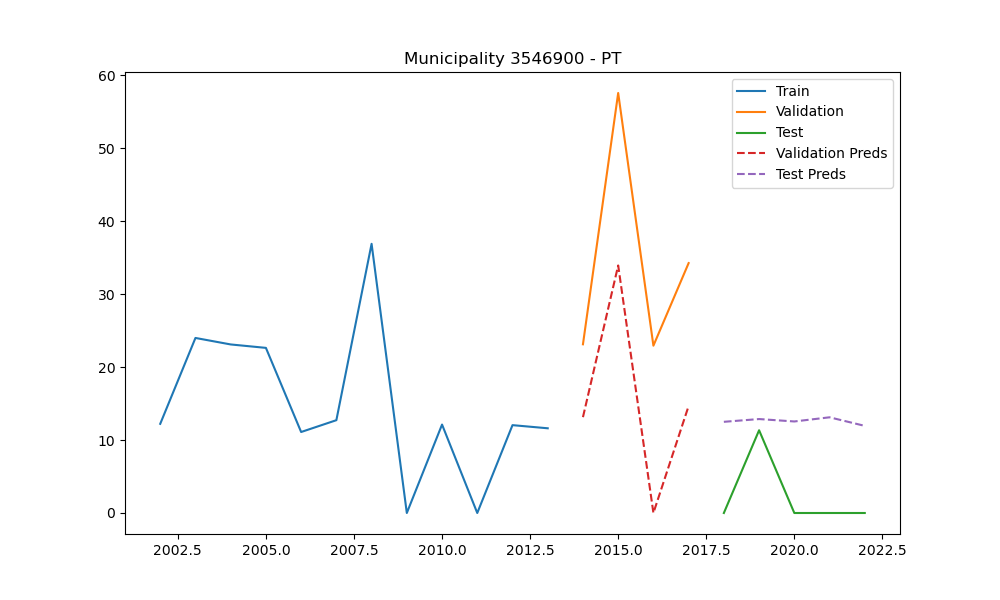 Municipality 3546900 - PT
60
50
40
30
20
10
0
2002.5 2005.0 2007.5 2010.0 2012.5 2015.0 2017.5 2020.0 2022.5
Train
Validation
Test
Validation Preds
Test Preds